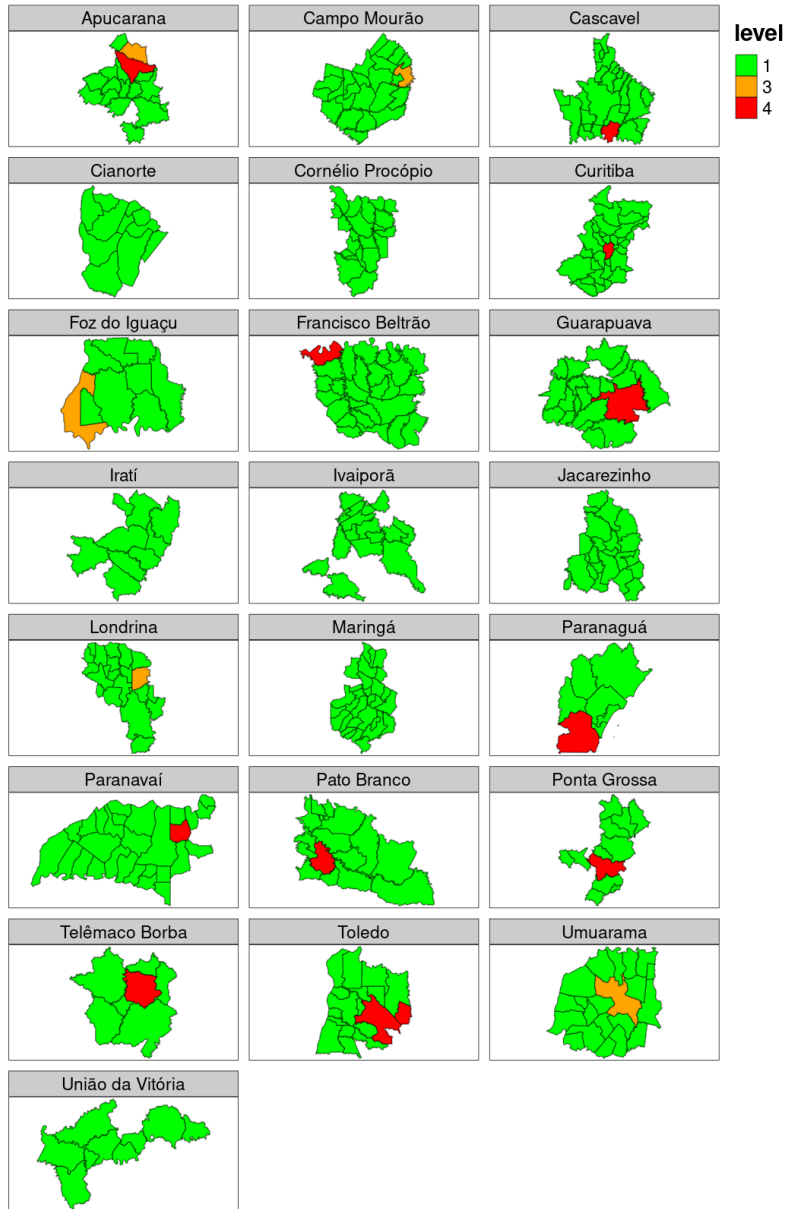 Apucarana
Campo Mourão
Cascavel
level
1
3
4
Cianorte
Cornélio Procópio
Curitiba
Foz do Iguaçu
Francisco Beltrão
Guarapuava
Iratí
Ivaiporã
Jacarezinho
Londrina
Maringá
Paranaguá
Paranavaí
Pato Branco
Ponta Grossa
Telêmaco Borba
Toledo
Umuarama
União da Vitória